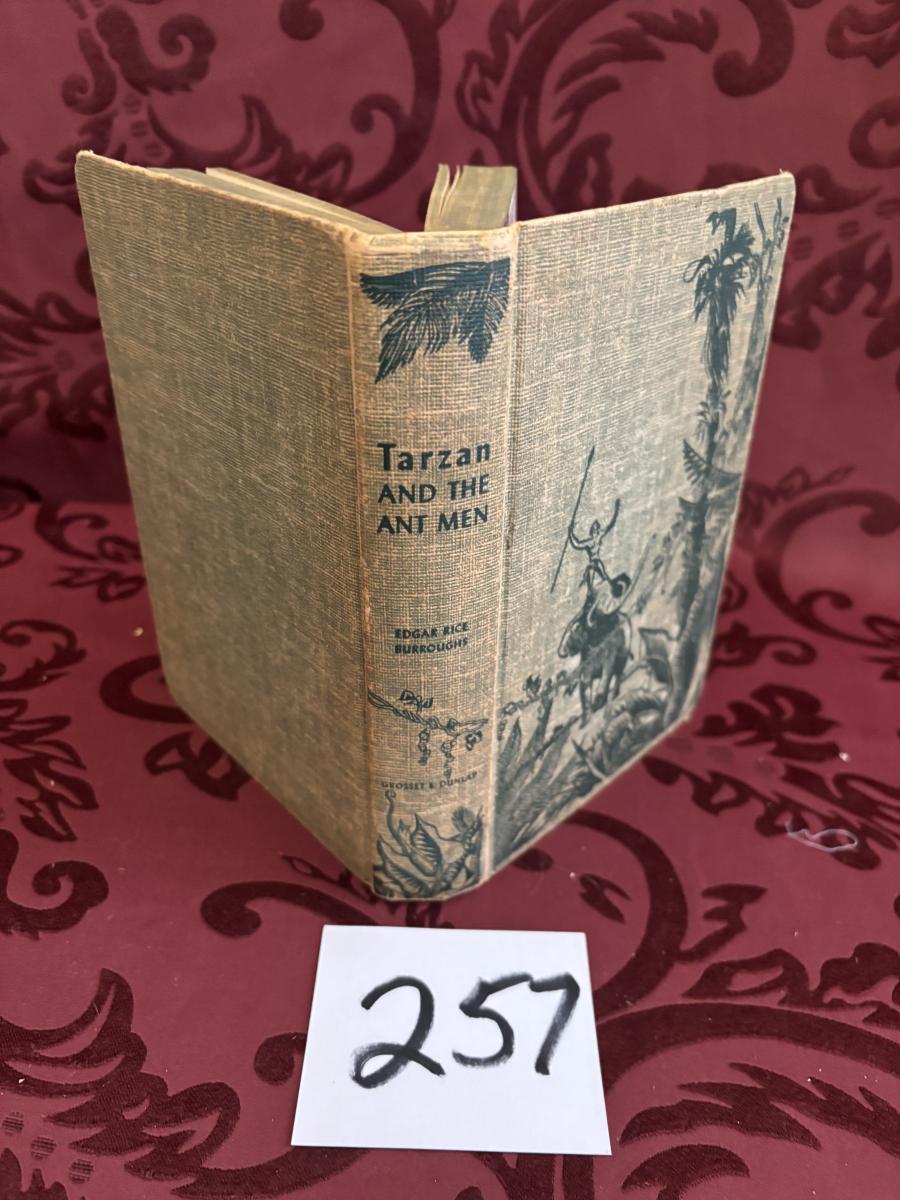 Tarzan
AND THE
ANT MEN
EDGAR RICE
BURROUGHS
GROSSET & DUNLAP
257